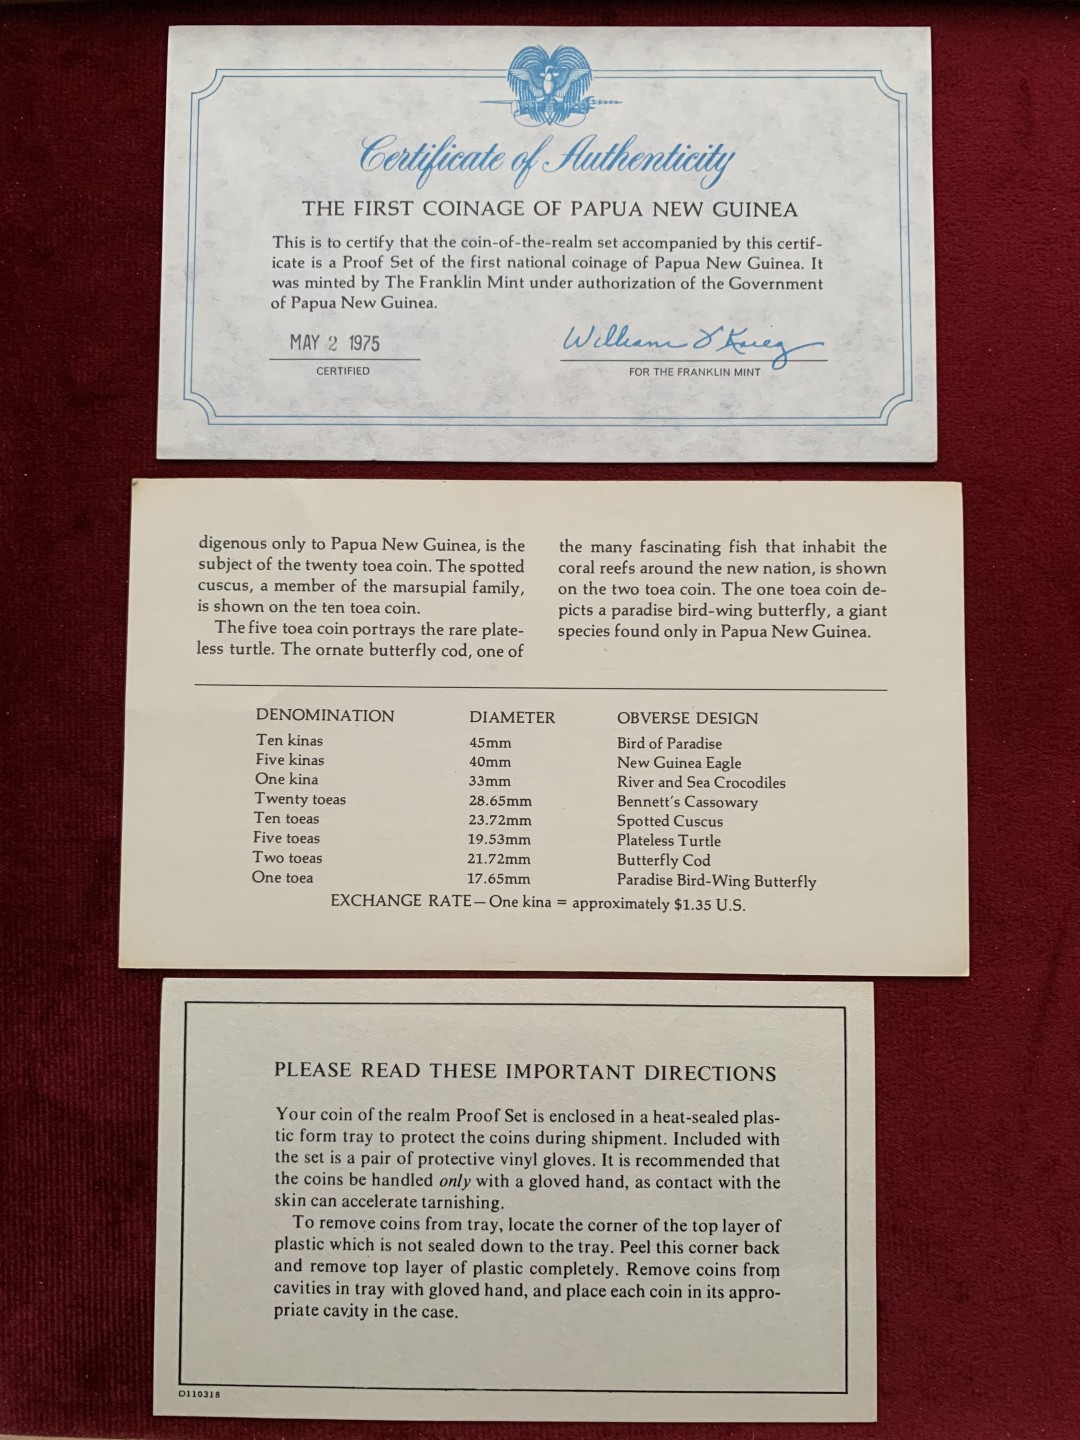 Certificate of Authenticity
THE FIRST COINAGE OF PAPUA NEW GUINEA
This is to certify that the coin-of-the-realm set accompanied by this certif-
icate is a Proof Set of the first national coinage of Papua New Guinea. It
was minted by The Franklin Mint under authorization of the Government
of Papua New Guinea.
MAY 2 1975
CERTIFIED
William J Krieg
FOR THE FRANKLIN MINT
digenous only to Papua New Guinea, is the
subject of the twenty toea coin. The spotted
cuscus, a member of the marsupial family,
is shown on the ten toea coin.
The five toea coin portrays the rare plate-
less turtle. The ornate butterfly cod, one of
the many fascinating fish that inhabit the
coral reefs around the new nation, is shown
on the two toea coin. The one toea coin de-
picts a paradise bird-wing butterfly, a giant
species found only in Papua New Guinea.
DENOMINATION DIAMETER OBVERSE DESIGN
Ten kinas 45mm Bird of Paradise
Five kinas 40mm New Guinea Eagle
One kina 33mm River and Sea Crocodiles
Twenty toeas 28.65mm Bennett's Cassowary
Ten toeas 23.72mm Spotted Cuscus
Five toeas 19.53mm Plateless Turtle
Two toeas 21.72mm Butterfly Cod
One toea 17.65mm Paradise Bird-Wing Butterfly
EXCHANGE RATE—One kina = approximately $1.35 U.S.
PLEASE READ THESE IMPORTANT DIRECTIONS
Your coin of the realm Proof Set is enclosed in a heat-sealed plas-
tic form tray to protect the coins during shipment. Included with
the set is a pair of protective vinyl gloves. It is recommended that
the coins be handled only with a gloved hand, as contact with the
skin can accelerate tarnishing.
To remove coins from tray, locate the corner of the top layer of
plastic which is not sealed down to the tray. Peel this corner back
and remove top layer of plastic completely. Remove coins from
cavities in tray with gloved hand, and place each coin in its appro-
priate cavity in the case.
D110318